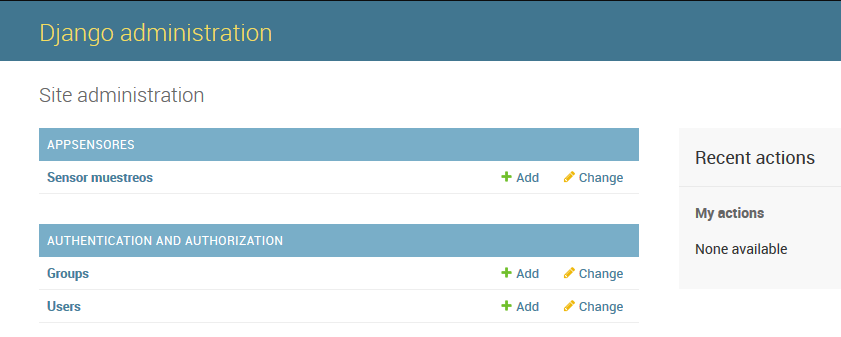 Django administration
Site administration
APPSENSORES
Sensor muestreos Add Change
AUTHENTICATION AND AUTHORIZATION
Groups Add Change
Users Add Change
Recent actions
My actions
None available